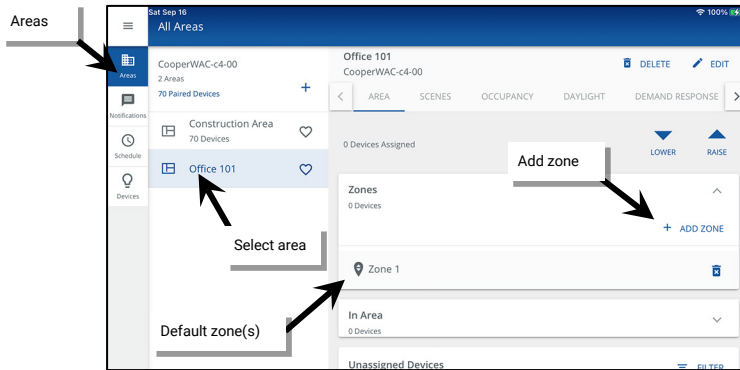 Areas
Sat Sep 16
100%
All Areas
Areas
Notifications
Schedule
Devices
CooperWAC-c4-00
2 Areas
70 Paired Devices
+
Construction Area
70 Devices
Office 101
Office 101
CooperWAC-c4-00
DELETE
EDIT
AREA SCENES OCCUPANCY DAYLIGHT DEMAND RESPONSE
0 Devices Assigned
LOWER
RAISE
Add zone
Zones
0 Devices
+ ADD ZONE
Select area
Zone 1
Default zone(s)
In Area
0 Devices
Unassigned Devices
FILTER